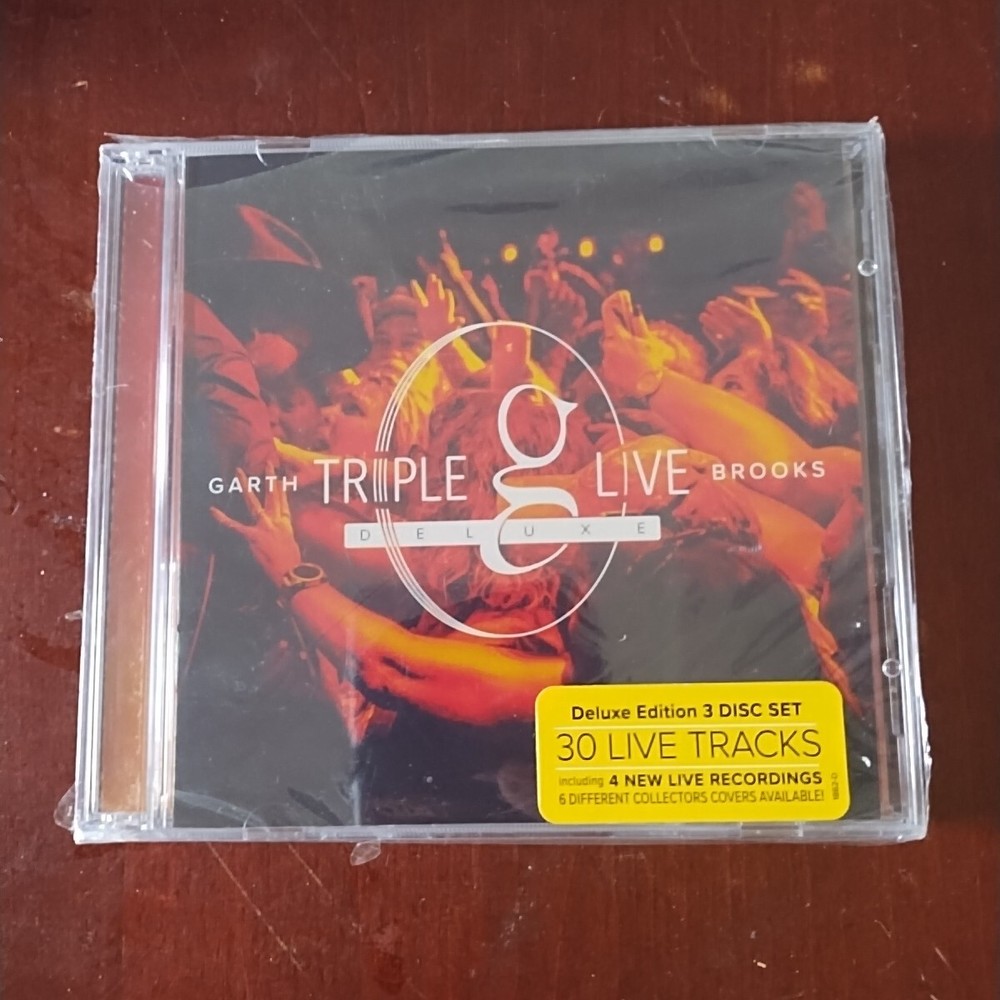 GARTH TRIPLE g LIVE BROOKS
DELUXE
Deluxe Edition 3 DISC SET
30 LIVE TRACKS
including 4 NEW LIVE RECORDINGS
6 DIFFERENT COLLECTORS COVERS AVAILABLE!